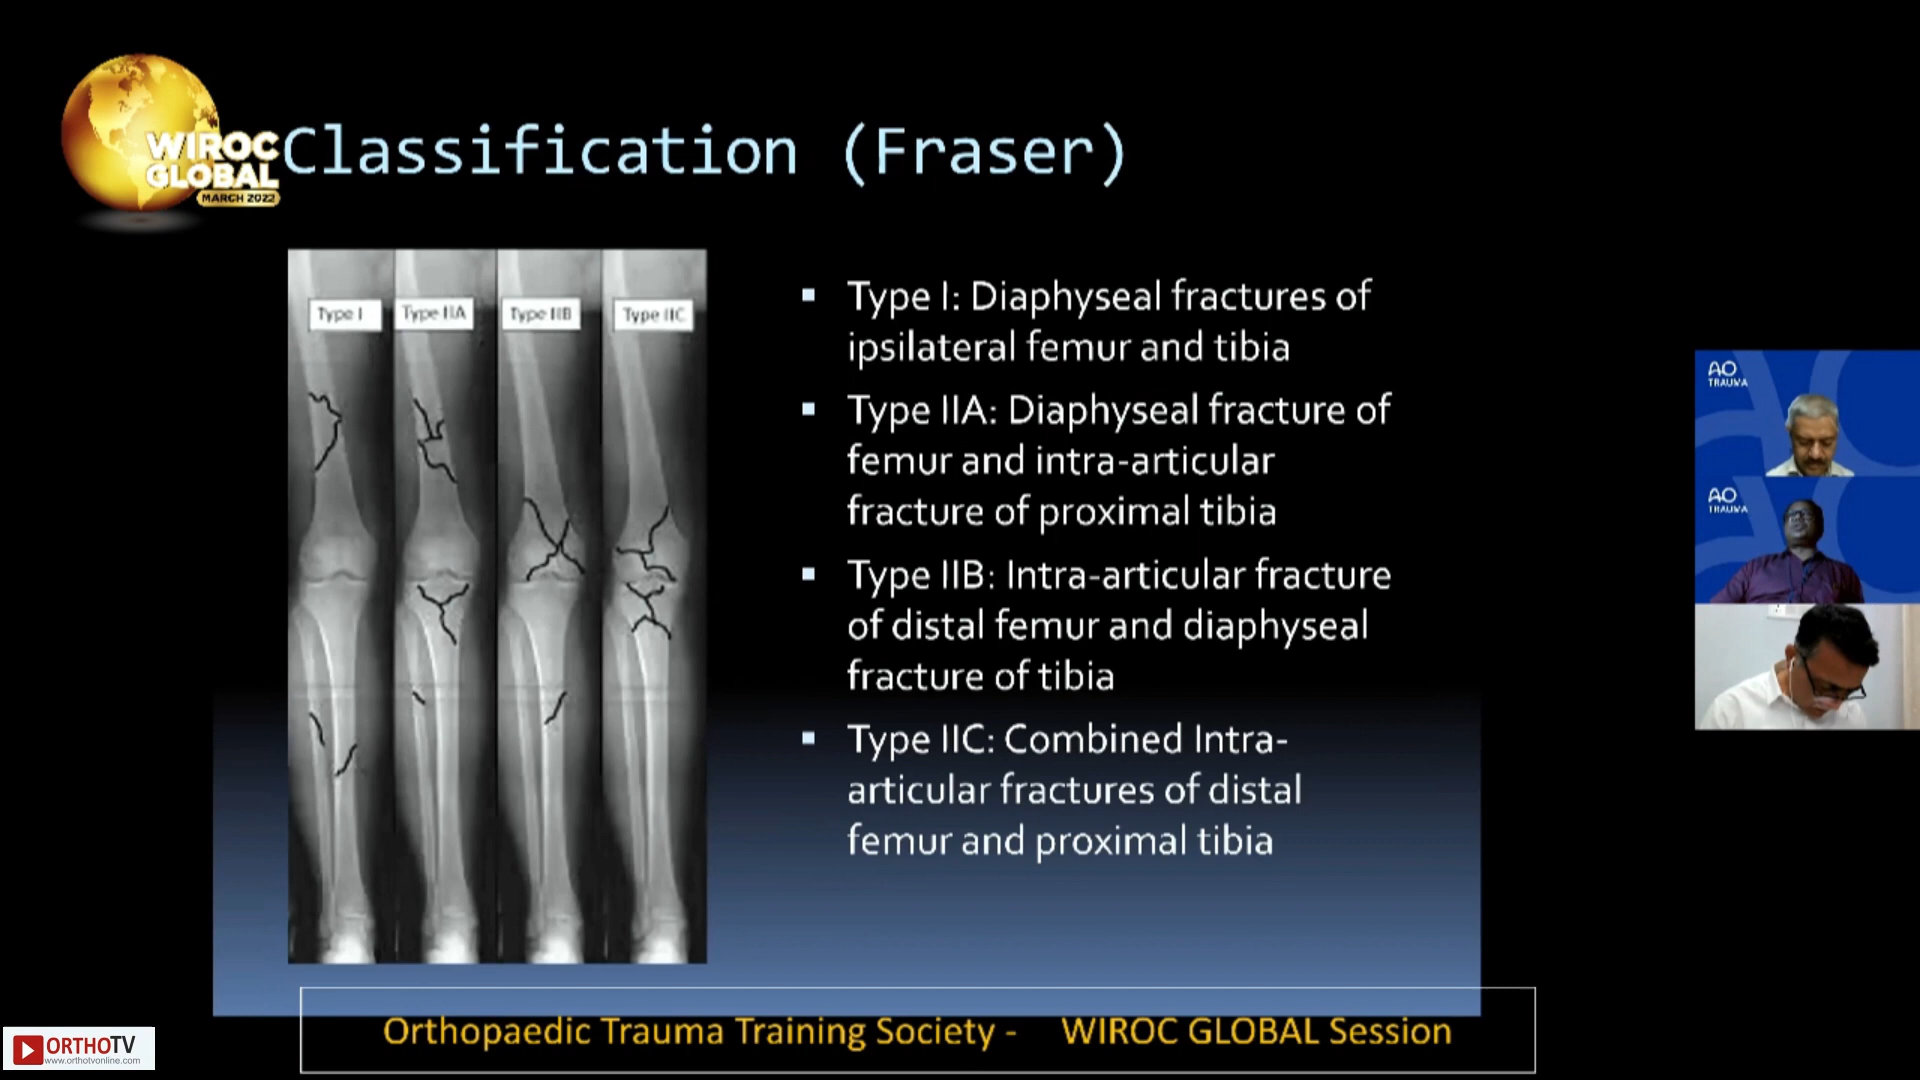 WIROC
GLOBAL
MARCH 2022
Classification (Fraser)
Type I
Type IIA
Type IIB
Type IIC
Type I: Diaphyseal fractures of
ipsilateral femur and tibia
Type IIA: Diaphyseal fracture of
femur and intra-articular
fracture of proximal tibia
Type IIB: Intra-articular fracture
of distal femur and diaphyseal
fracture of tibia
Type IIC: Combined Intra-
articular fractures of distal
femur and proximal tibia
AO
TRAUMA
AO
TRAUMA
Orthopaedic Trauma Training Society - WIROC GLOBAL Session
ORTHOTV
www.orthotvonline.com